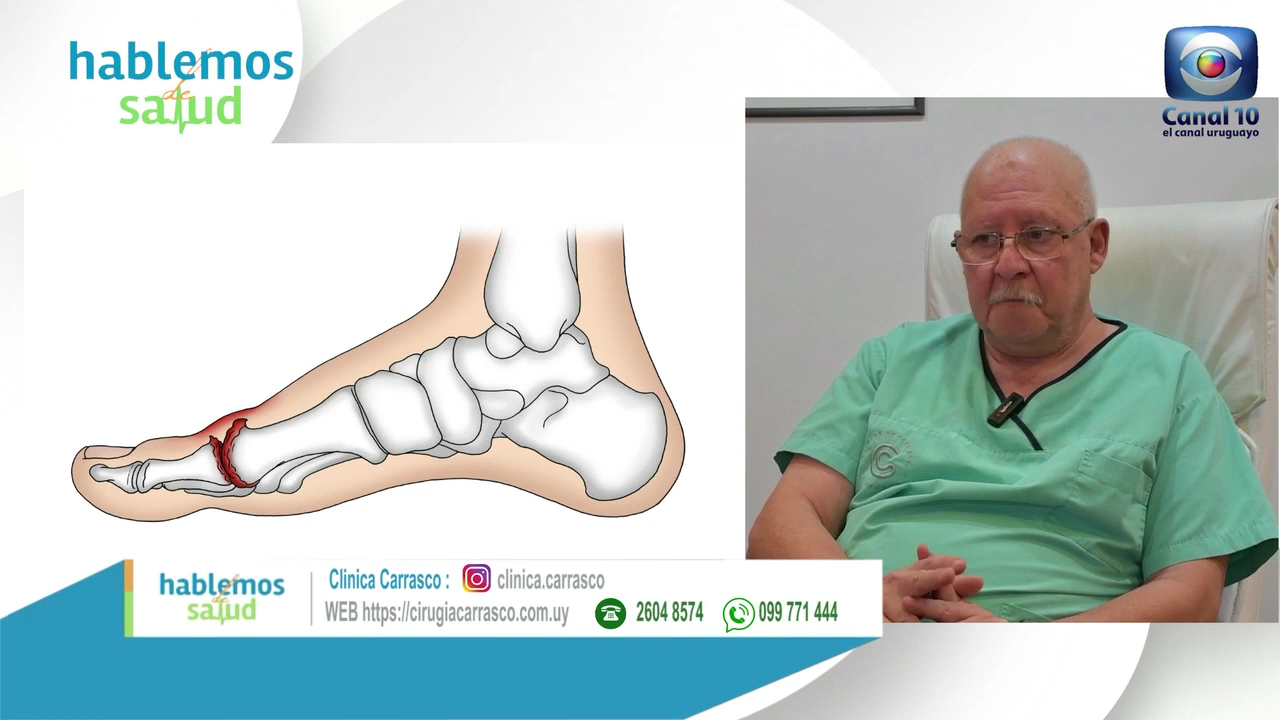 hablemos
de
salud
Canal 10
el canal uruguayo
hablemos
de
salud
Clinica Carrasco : clinica.carrasco
WEB https://cirugiacarrasco.com.uy 2604 8574 099 771 444
C